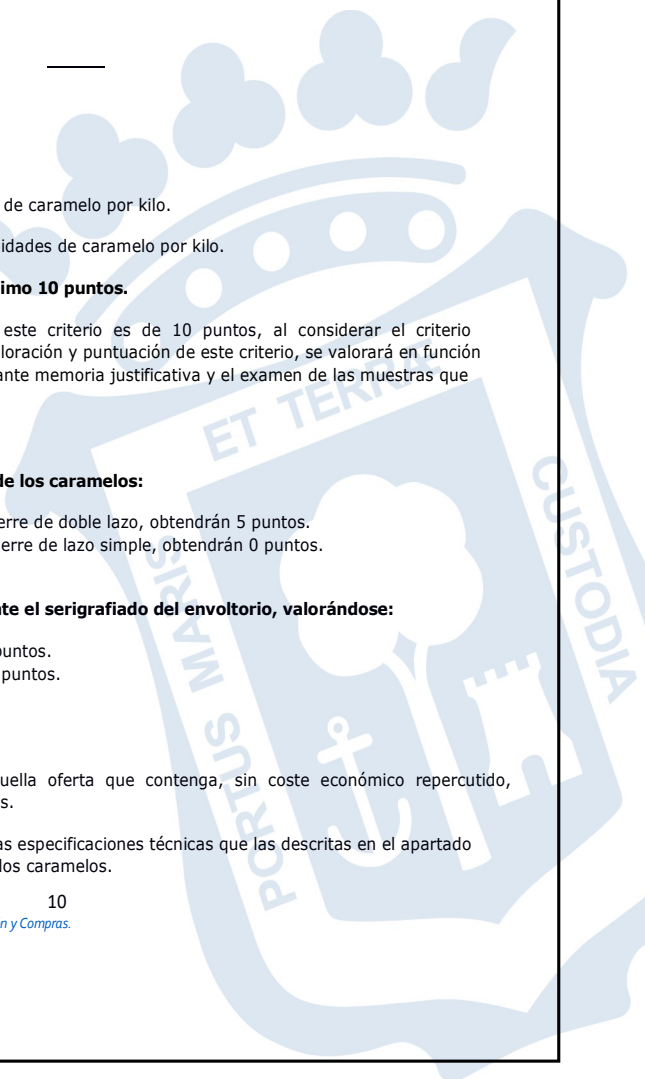 de caramelo por kilo.
idades de caramelo por kilo.
imo 10 puntos.
este criterio es de 10 puntos, al considerar el criterio
loración y puntuación de este criterio, se valorará en función
ante memoria justificativa y el examen de las muestras que
de los caramelos:
erre de doble lazo, obtendrán 5 puntos.
erre de lazo simple, obtendrán 0 puntos.
te el serigrafiado del envoltorio, valorándose:
puntos.
puntos.
uella oferta que contenga, sin coste económico repercutido,
s.
as especificaciones técnicas que las descritas en el apartado
los caramelos.
10
n y Compras.
PORTUS MARIS
ET TERRÆ
CUSTODIA